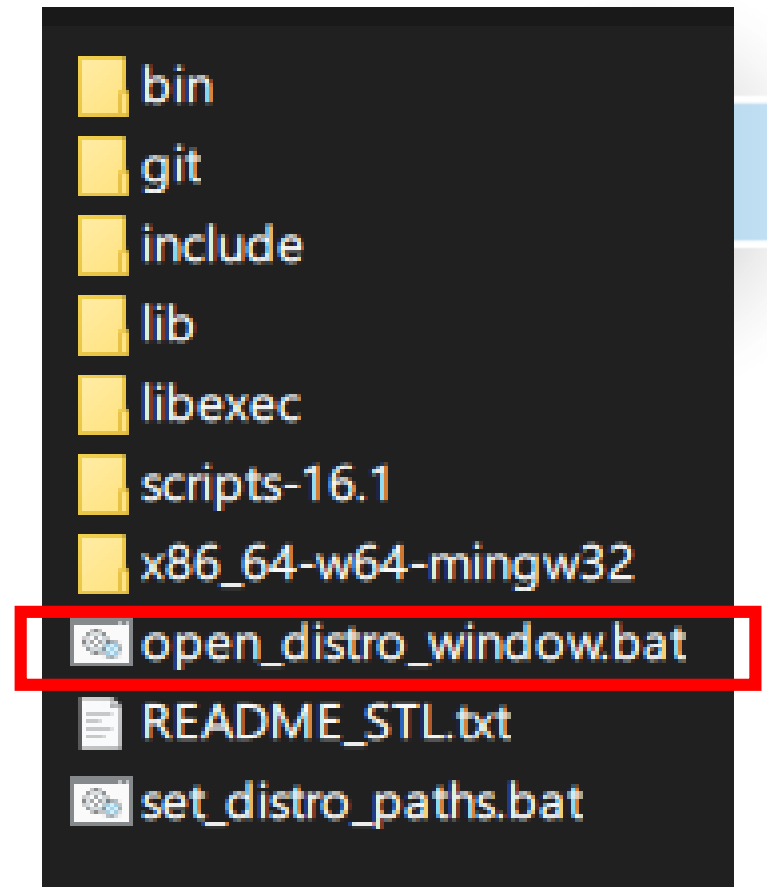 bin
git
include
lib
libexec
scripts-16.1
x86_64-w64-mingw32
open_distro_window.bat
README_STL.txt
set_distro_paths.bat